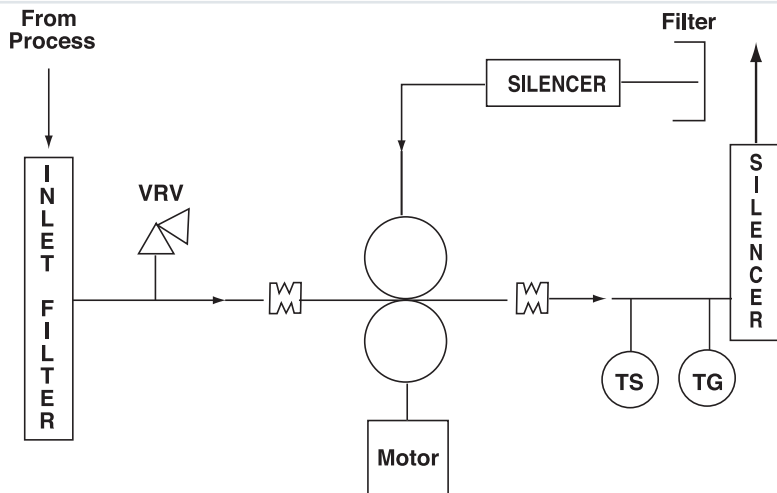 From
Process
INLET FILTER
VRV
SILENCER
Filter
SILENCER
TS
TG
Motor